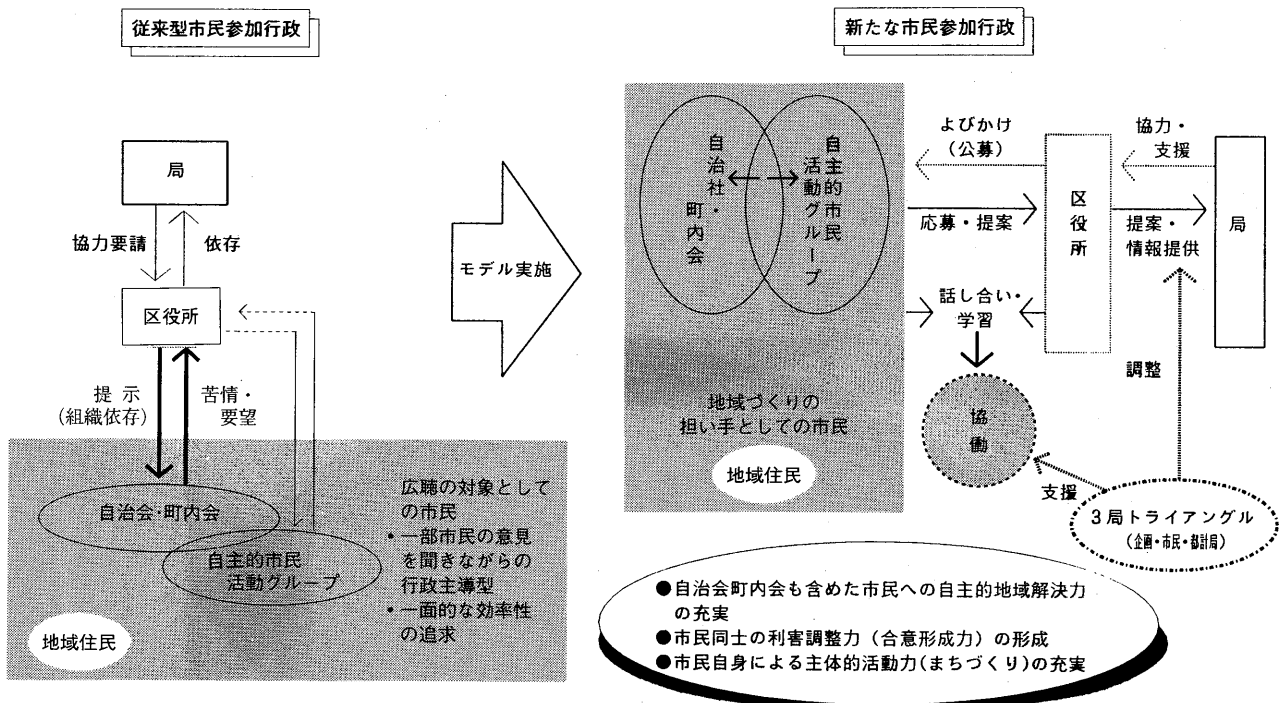 従来型市民参加行政
局
協力要請
依存
区役所
提示
(組織依存)
苦情・
要望
自治会・町内会
自主的市民
活動グループ
広聴の対象として
の市民
・一部市民の意見
を聞きながらの
行政主導型
・一面的な効率性
の追求
地域住民
モデル実施
新たな市民参加行政
自治社・
町内会
自主的市民
活動グループ
よびかけ
(公募)
応募・提案
区役所
協力・
支援
提案・
情報提供
局
話し合い・
学習
協働
調整
支援
3局トライアングル
(企画・市民・都計局)
地域づくりの
担い手としての市民
地域住民
●自治会町内会も含めた市民への自主的地域解決力
の充実
●市民同士の利害調整力（合意形成力）の形成
●市民自身による主体的活動力(まちづくり)の充実